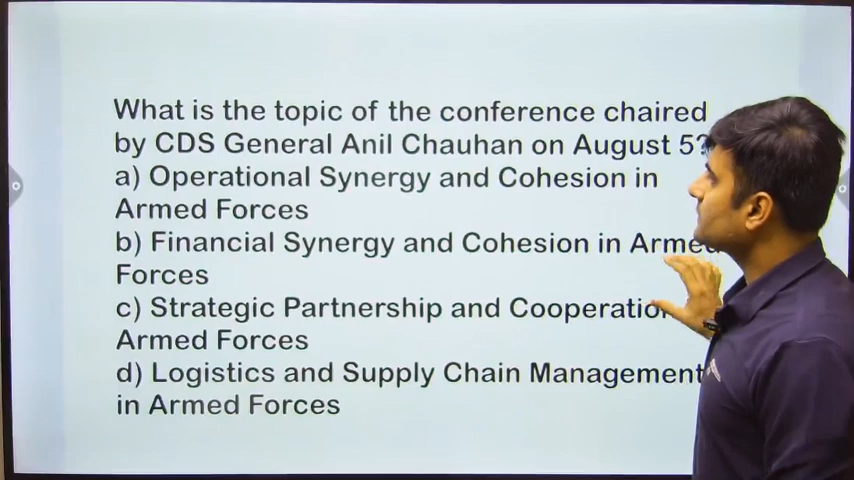 What is the topic of the conference chaired
by CDS General Anil Chauhan on August 5?
a) Operational Synergy and Cohesion in
Armed Forces
b) Financial Synergy and Cohesion in Armed
Forces
c) Strategic Partnership and Cooperation
Armed Forces
d) Logistics and Supply Chain Management
in Armed Forces